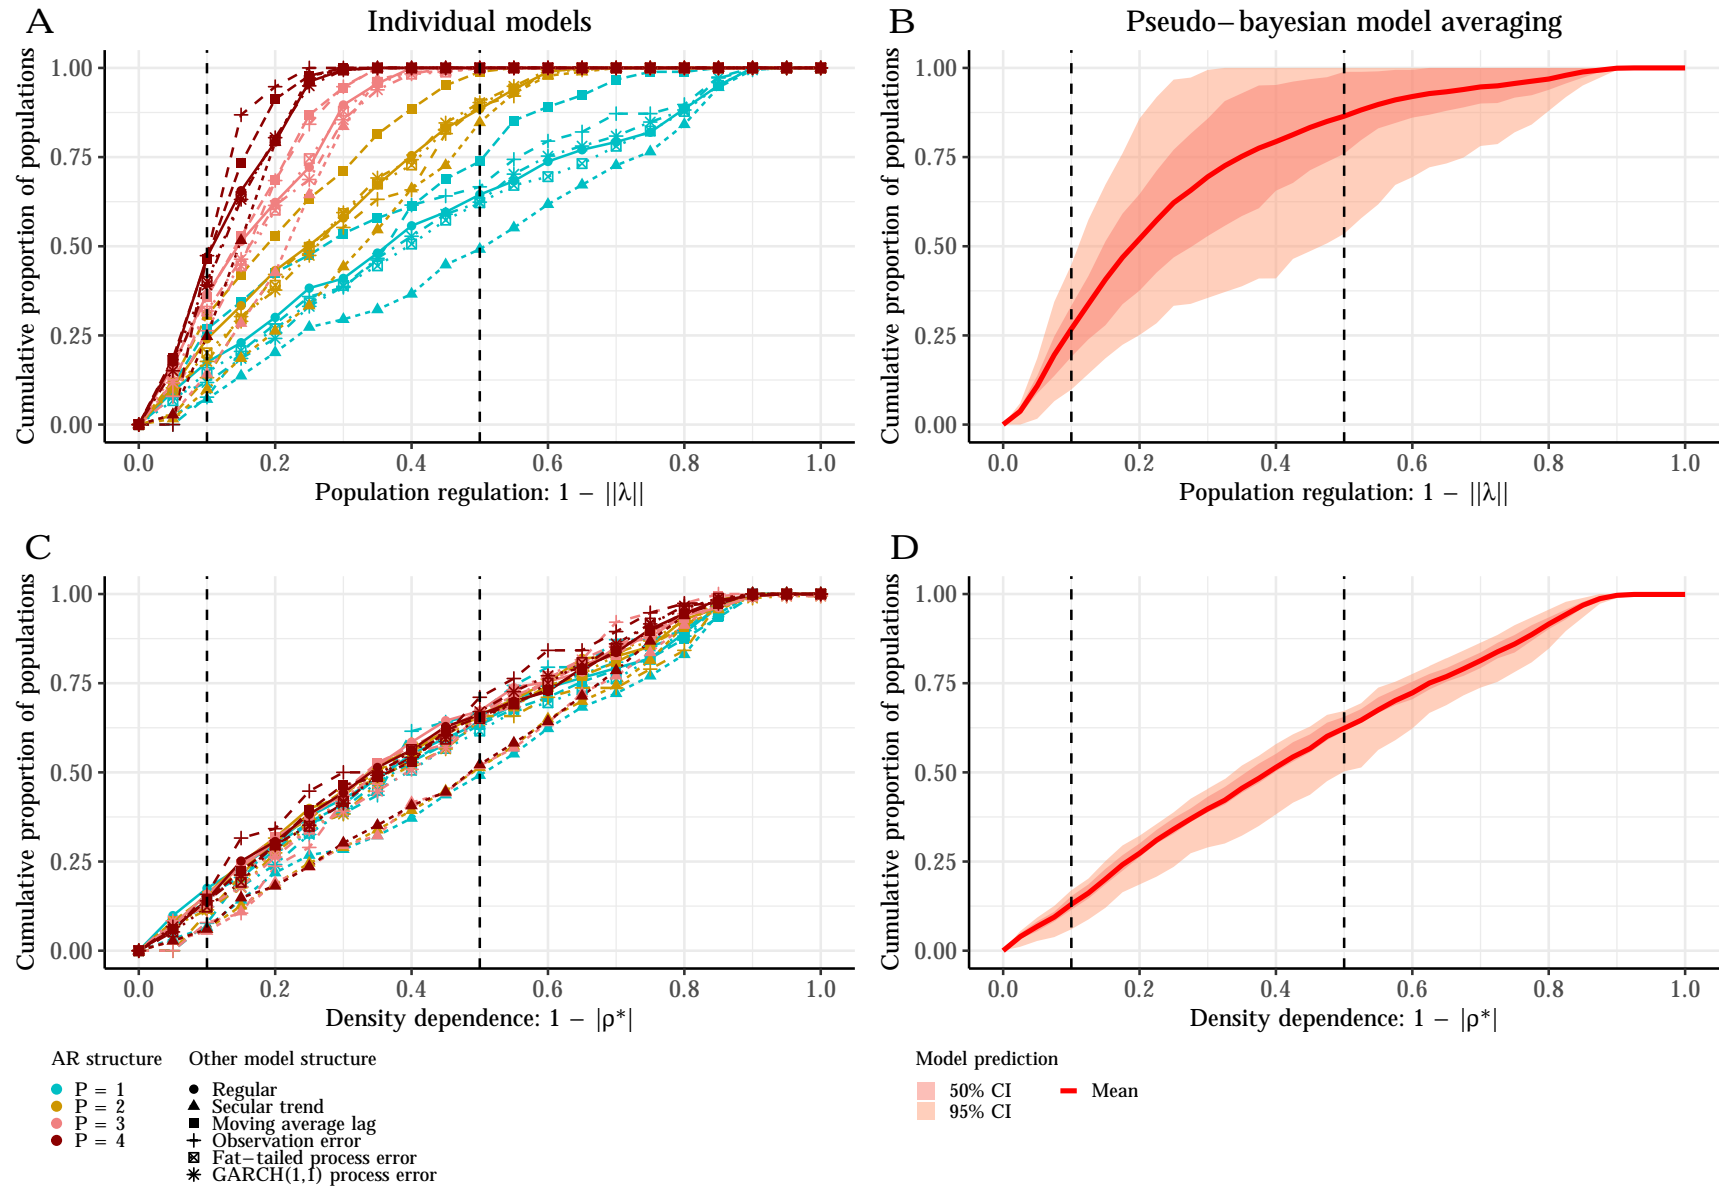 A
Individual models
Cumulative proportion of populations
1.00
0.75
0.50
0.25
0.00
0.0 0.2 0.4 0.6 0.8 1.0
Population regulation: 1 − ||λ||
B
Pseudo−bayesian model averaging
Cumulative proportion of populations
1.00
0.75
0.50
0.25
0.00
0.0 0.2 0.4 0.6 0.8 1.0
Population regulation: 1 − ||λ||
C
Cumulative proportion of populations
1.00
0.75
0.50
0.25
0.00
0.0 0.2 0.4 0.6 0.8 1.0
Density dependence: 1 − |ρ*|
D
Cumulative proportion of populations
1.00
0.75
0.50
0.25
0.00
0.0 0.2 0.4 0.6 0.8 1.0
Density dependence: 1 − |ρ*|
AR structure
P = 1
P = 2
P = 3
P = 4
Other model structure
Regular
Secular trend
Moving average lag
Observation error
Fat−tailed process error
GARCH(1,1) process error
Model prediction
50% CI
95% CI
Mean